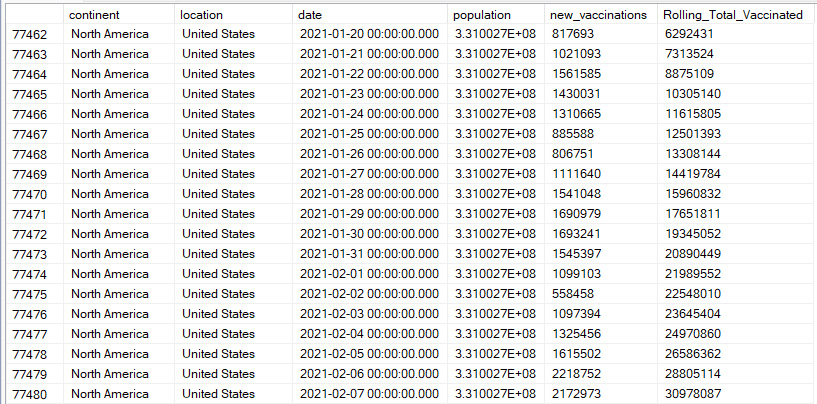 continent location date population new_vaccinations Rolling_Total_Vaccinated
77462 North America United States 2021-01-20 00:00:00.000 3.310027E+08 817693 6292431
77463 North America United States 2021-01-21 00:00:00.000 3.310027E+08 1021093 7313524
77464 North America United States 2021-01-22 00:00:00.000 3.310027E+08 1561585 8875109
77465 North America United States 2021-01-23 00:00:00.000 3.310027E+08 1430031 10305140
77466 North America United States 2021-01-24 00:00:00.000 3.310027E+08 1310665 11615805
77467 North America United States 2021-01-25 00:00:00.000 3.310027E+08 885588 12501393
77468 North America United States 2021-01-26 00:00:00.000 3.310027E+08 806751 13308144
77469 North America United States 2021-01-27 00:00:00.000 3.310027E+08 1111640 14419784
77470 North America United States 2021-01-28 00:00:00.000 3.310027E+08 1541048 15960832
77471 North America United States 2021-01-29 00:00:00.000 3.310027E+08 1690979 17651811
77472 North America United States 2021-01-30 00:00:00.000 3.310027E+08 1693241 19345052
77473 North America United States 2021-01-31 00:00:00.000 3.310027E+08 1545397 20890449
77474 North America United States 2021-02-01 00:00:00.000 3.310027E+08 1099103 21989552
77475 North America United States 2021-02-02 00:00:00.000 3.310027E+08 558458 22548010
77476 North America United States 2021-02-03 00:00:00.000 3.310027E+08 1097394 23645404
77477 North America United States 2021-02-04 00:00:00.000 3.310027E+08 1325456 24970860
77478 North America United States 2021-02-05 00:00:00.000 3.310027E+08 1615502 26586362
77479 North America United States 2021-02-06 00:00:00.000 3.310027E+08 2218752 28805114
77480 North America United States 2021-02-07 00:00:00.000 3.310027E+08 2172973 30978087